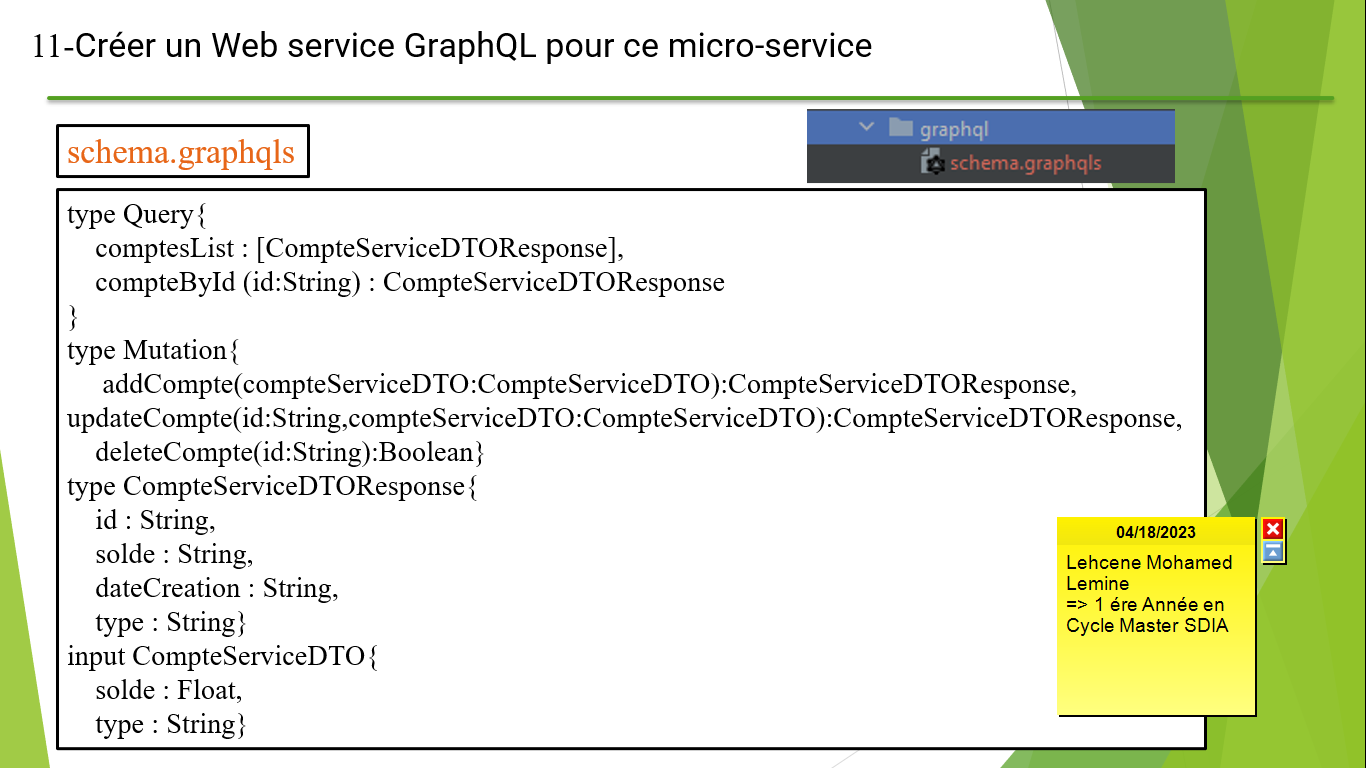 11-Créer un Web service GraphQL pour ce micro-service
schema.graphqls
graphql
schema.graphqls
type Query{
comptesList : [CompteServiceDTOResponse],
compteById (id:String) : CompteServiceDTOResponse
}
type Mutation{
addCompte(compteServiceDTO:CompteServiceDTO):CompteServiceDTOResponse,
updateCompte(id:String,compteServiceDTO:CompteServiceDTO):CompteServiceDTOResponse,
deleteCompte(id:String):Boolean}
type CompteServiceDTOResponse{
id : String,
solde : String,
dateCreation : String,
type : String}
input CompteServiceDTO{
solde : Float,
type : String}
04/18/2023
Lehcene Mohamed
Lemine
=> 1 ére Année en
Cycle Master SDIA